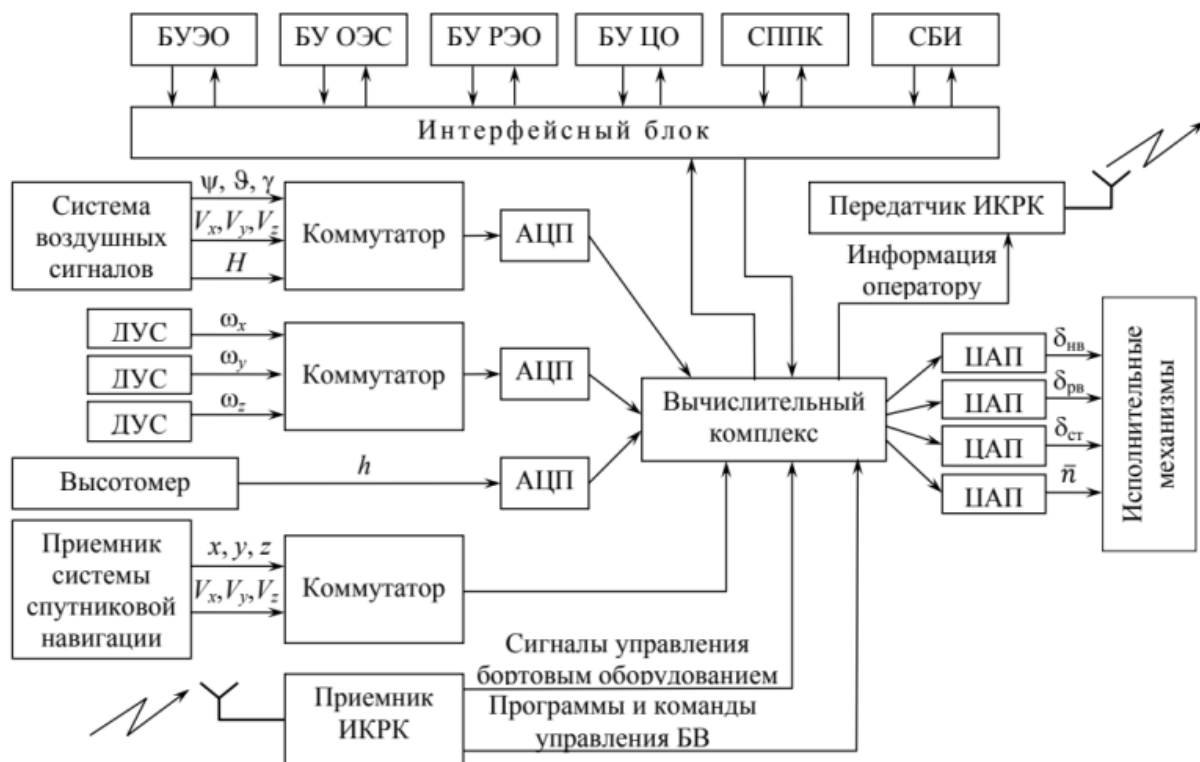 БУЭО
БУ ОЭС
БУ РЭО
БУ ЦО
СППК
СБИ
Интерфейсный блок
Система
воздушных
сигналов
ψ, ϑ, γ
Vx, Vy, Vz
H
Коммутатор
АЦП
Передатчик ИКРК
Информация
оператору
ДУС
ωx
ДУС
ωy
ДУС
ωz
Коммутатор
АЦП
Вычислительный
комплекс
ЦАП
δнв
ЦАП
δрв
ЦАП
δст
ЦАП
n̄
Исполнительные
механизмы
Высотомер
h
АЦП
Приемник
системы
спутниковой
навигации
x, y, z
Vx, Vy, Vz
Коммутатор
Сигналы управления
бортовым оборудованием
Приемник
ИКРК
Программы и команды
управления БВ